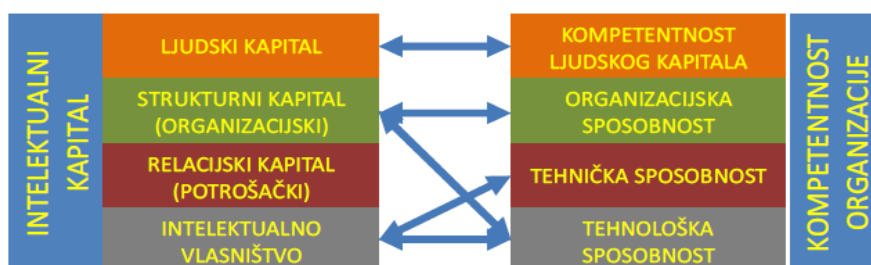 INTELEKTUALNI
KAPITAL
LJUDSKI KAPITAL
STRUKTURNI KAPITAL
(ORGANIZACIJSKI)
RELACIJSKI KAPITAL
(POTROŠAČKI)
INTELEKTUALNO
VLASNIŠTVO
KOMPETENTNOST
LJUDSKOG KAPITALA
ORGANIZACIJSKA
SPOSOBNOST
TEHNIČKA SPOSOBNOST
TEHNOLOŠKA
SPOSOBNOST
KOMPETENTNOST
ORGANIZACIJE